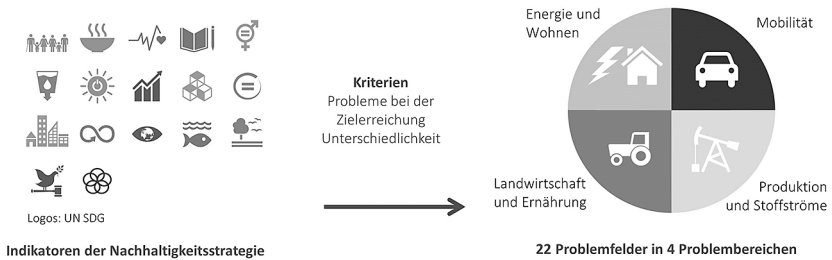 Logos: UN SDG
Indikatoren der Nachhaltigkeitsstrategie
Kriterien
Probleme bei der
Zielerreichung
Unterschiedlichkeit
Energie und
Wohnen
Mobilität
Landwirtschaft
und Ernährung
Produktion
und Stoffströme
22 Problemfelder in 4 Problembereichen